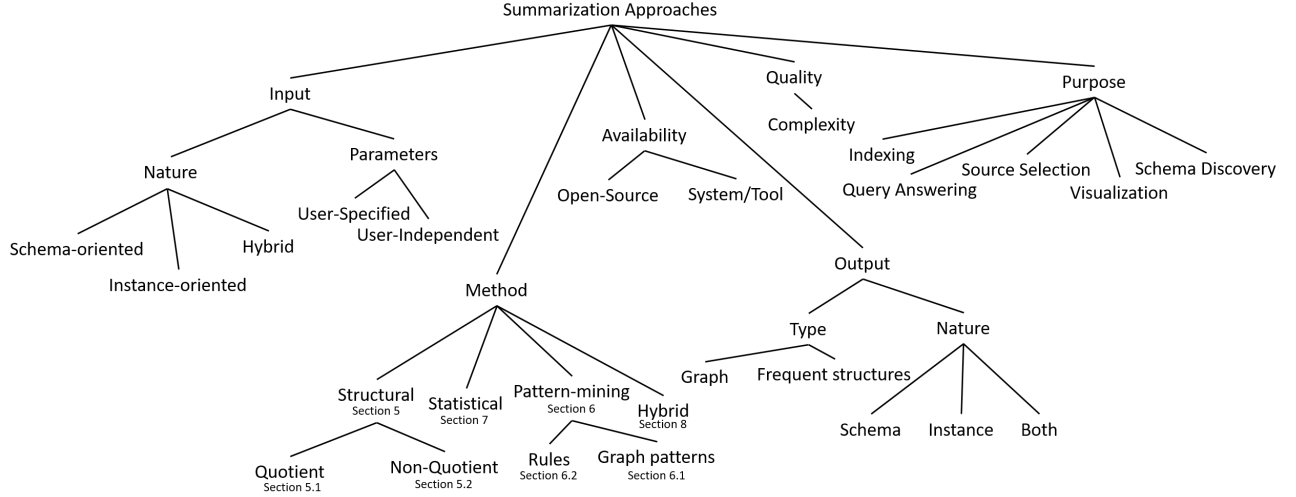 Summarization Approaches
Input
Nature
Schema-oriented
Instance-oriented
Hybrid
Parameters
User-Specified
User-Independent
Method
Structural
Section 5
Quotient
Section 5.1
Non-Quotient
Section 5.2
Statistical
Section 7
Pattern-mining
Section 6
Rules
Section 6.2
Graph patterns
Section 6.1
Hybrid
Section 8
Availability
Open-Source
System/Tool
Output
Type
Graph
Frequent structures
Nature
Schema
Instance
Both
Quality
Complexity
Purpose
Indexing
Query Answering
Source Selection
Visualization
Schema Discovery